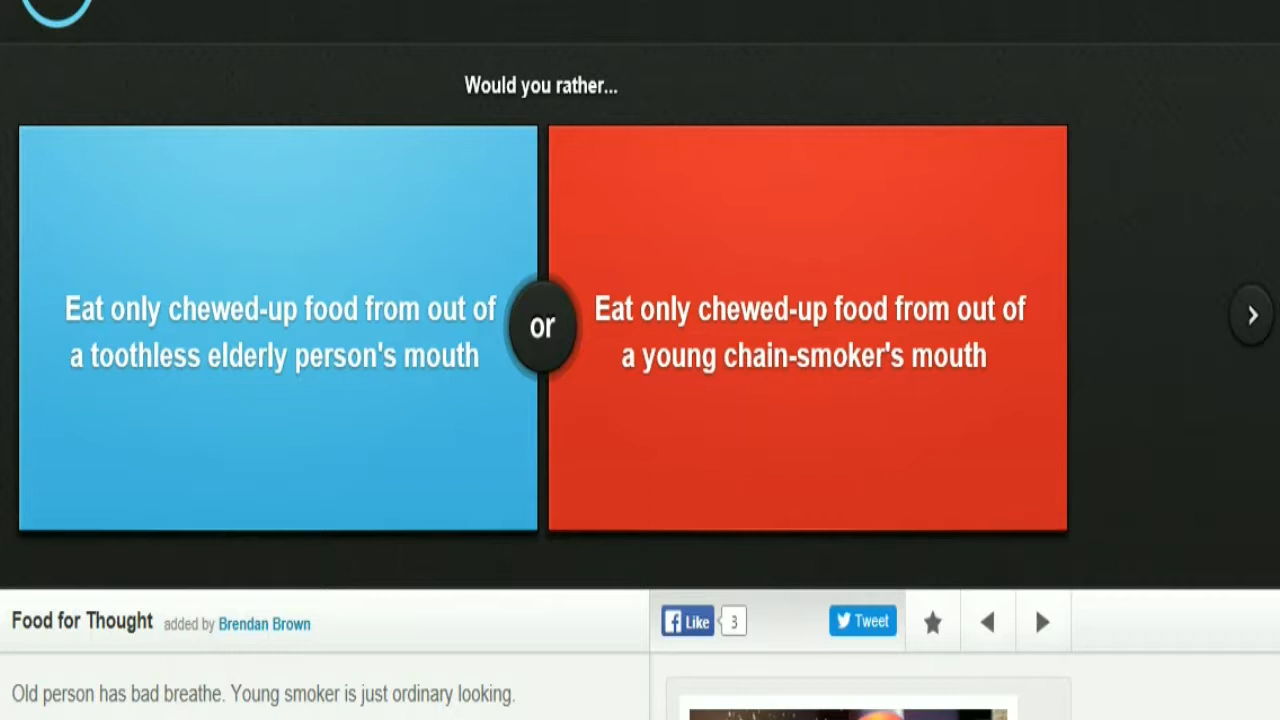 Would you rather...
Eat only chewed-up food from out of
a toothless elderly person's mouth
or
Eat only chewed-up food from out of
a young chain-smoker's mouth
Food for Thought added by Brendan Brown
Like 3
Tweet
Old person has bad breathe. Young smoker is just ordinary looking.